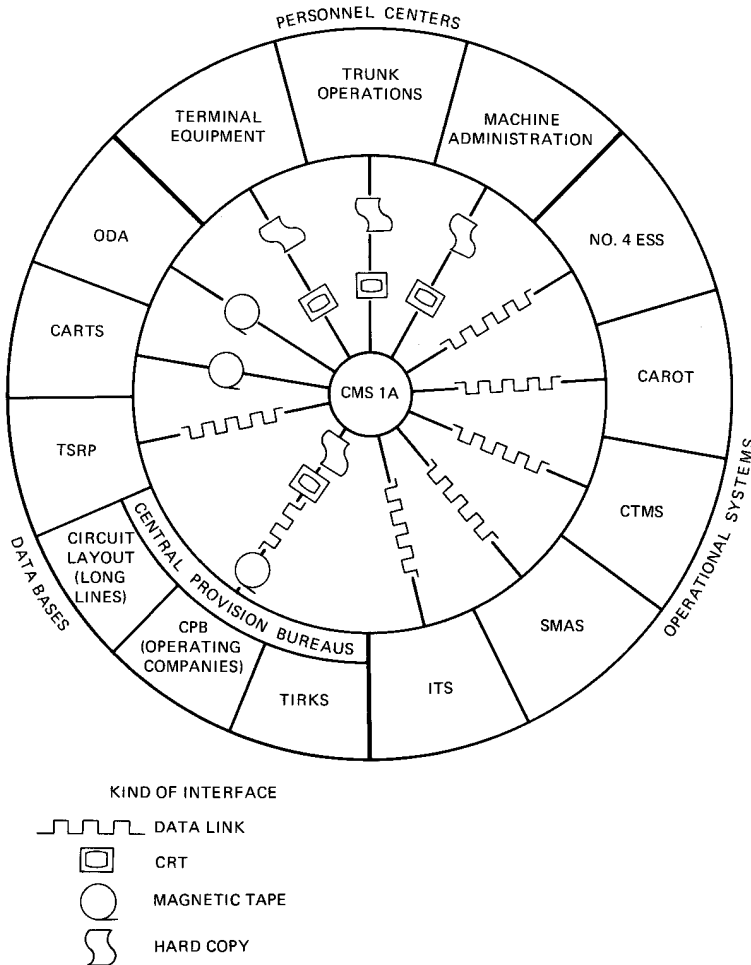 PERSONNEL CENTERS
TRUNK
OPERATIONS
TERMINAL
EQUIPMENT
MACHINE
ADMINISTRATION
ODA
NO. 4 ESS
CARTS
CMS 1A
CAROT
TSRP
CTMS
OPERATIONAL SYSTEMS
DATA BASES
CIRCUIT
LAYOUT
(LONG
LINES)
CENTRAL PROVISION BUREAUS
CPB
(OPERATING
COMPANIES)
SMAS
TIRKS
ITS
KIND OF INTERFACE
DATA LINK
CRT
MAGNETIC TAPE
HARD COPY